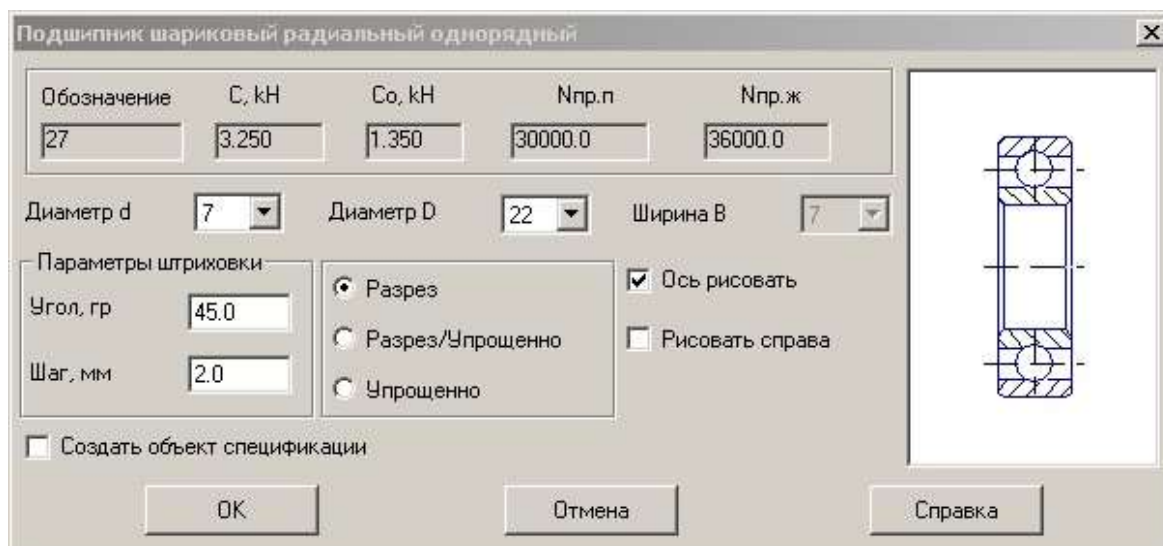 Подшипник шариковый радиальный однорядный
Обозначение C, kH Co, kH Nпр.п Nпр.ж
27 3.250 1.350 30000.0 36000.0
Диаметр d 7 Диаметр D 22 Ширина B 7
Параметры штриховки
Угол, гр 45.0
Шаг, мм 2.0
Разрез
Разрез/Упрощенно
Упрощенно
Ось рисовать
Рисовать справа
Создать объект спецификации
OK Отмена Справка